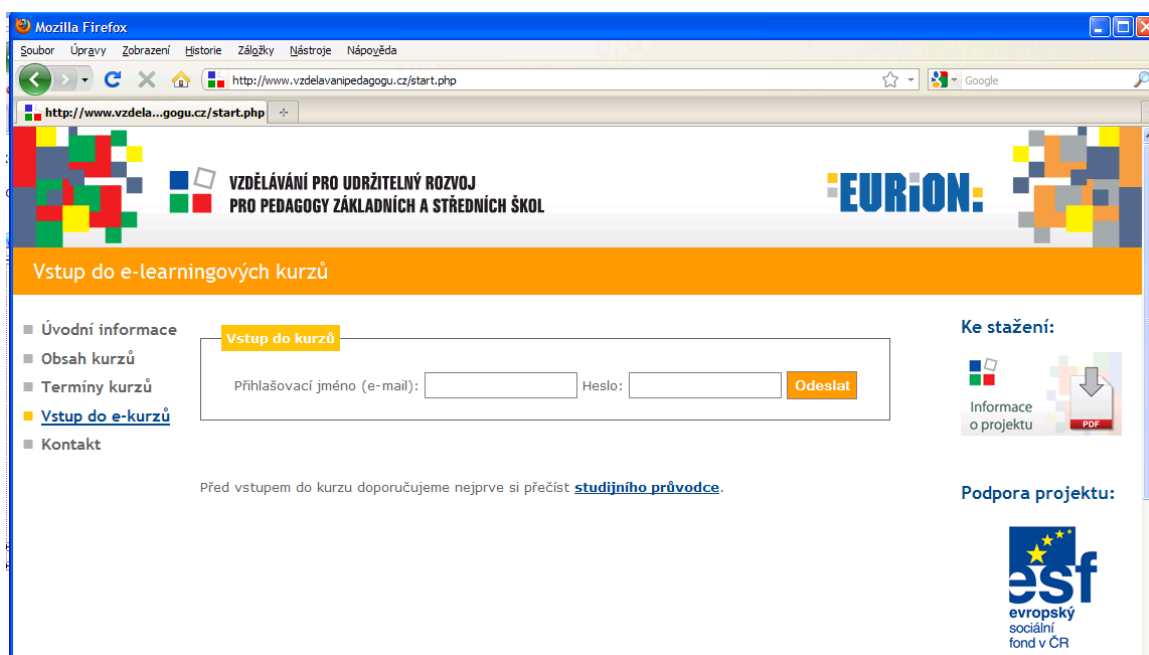 Mozilla Firefox
Soubor Úpravy Zobrazení Historie Záložky Nástroje Nápověda
http://www.vzdelavanipedagogu.cz/start.php
Google
http://www.vzdela...gogu.cz/start.php
VZDĚLÁVÁNÍ PRO UDRŽITELNÝ ROZVOJ
PRO PEDAGOGY ZÁKLADNÍCH A STŘEDNÍCH ŠKOL
EURiON
Vstup do e-learningových kurzů
Úvodní informace
Obsah kurzů
Termíny kurzů
Vstup do e-kurzů
Kontakt
Vstup do kurzů
Přihlašovací jméno (e-mail):
Heslo:
Odeslat
Před vstupem do kurzu doporučujeme nejprve si přečíst studijního průvodce.
Ke stažení:
Informace
o projektu
PDF
Podpora projektu:
esf
evropský
sociální
fond v ČR